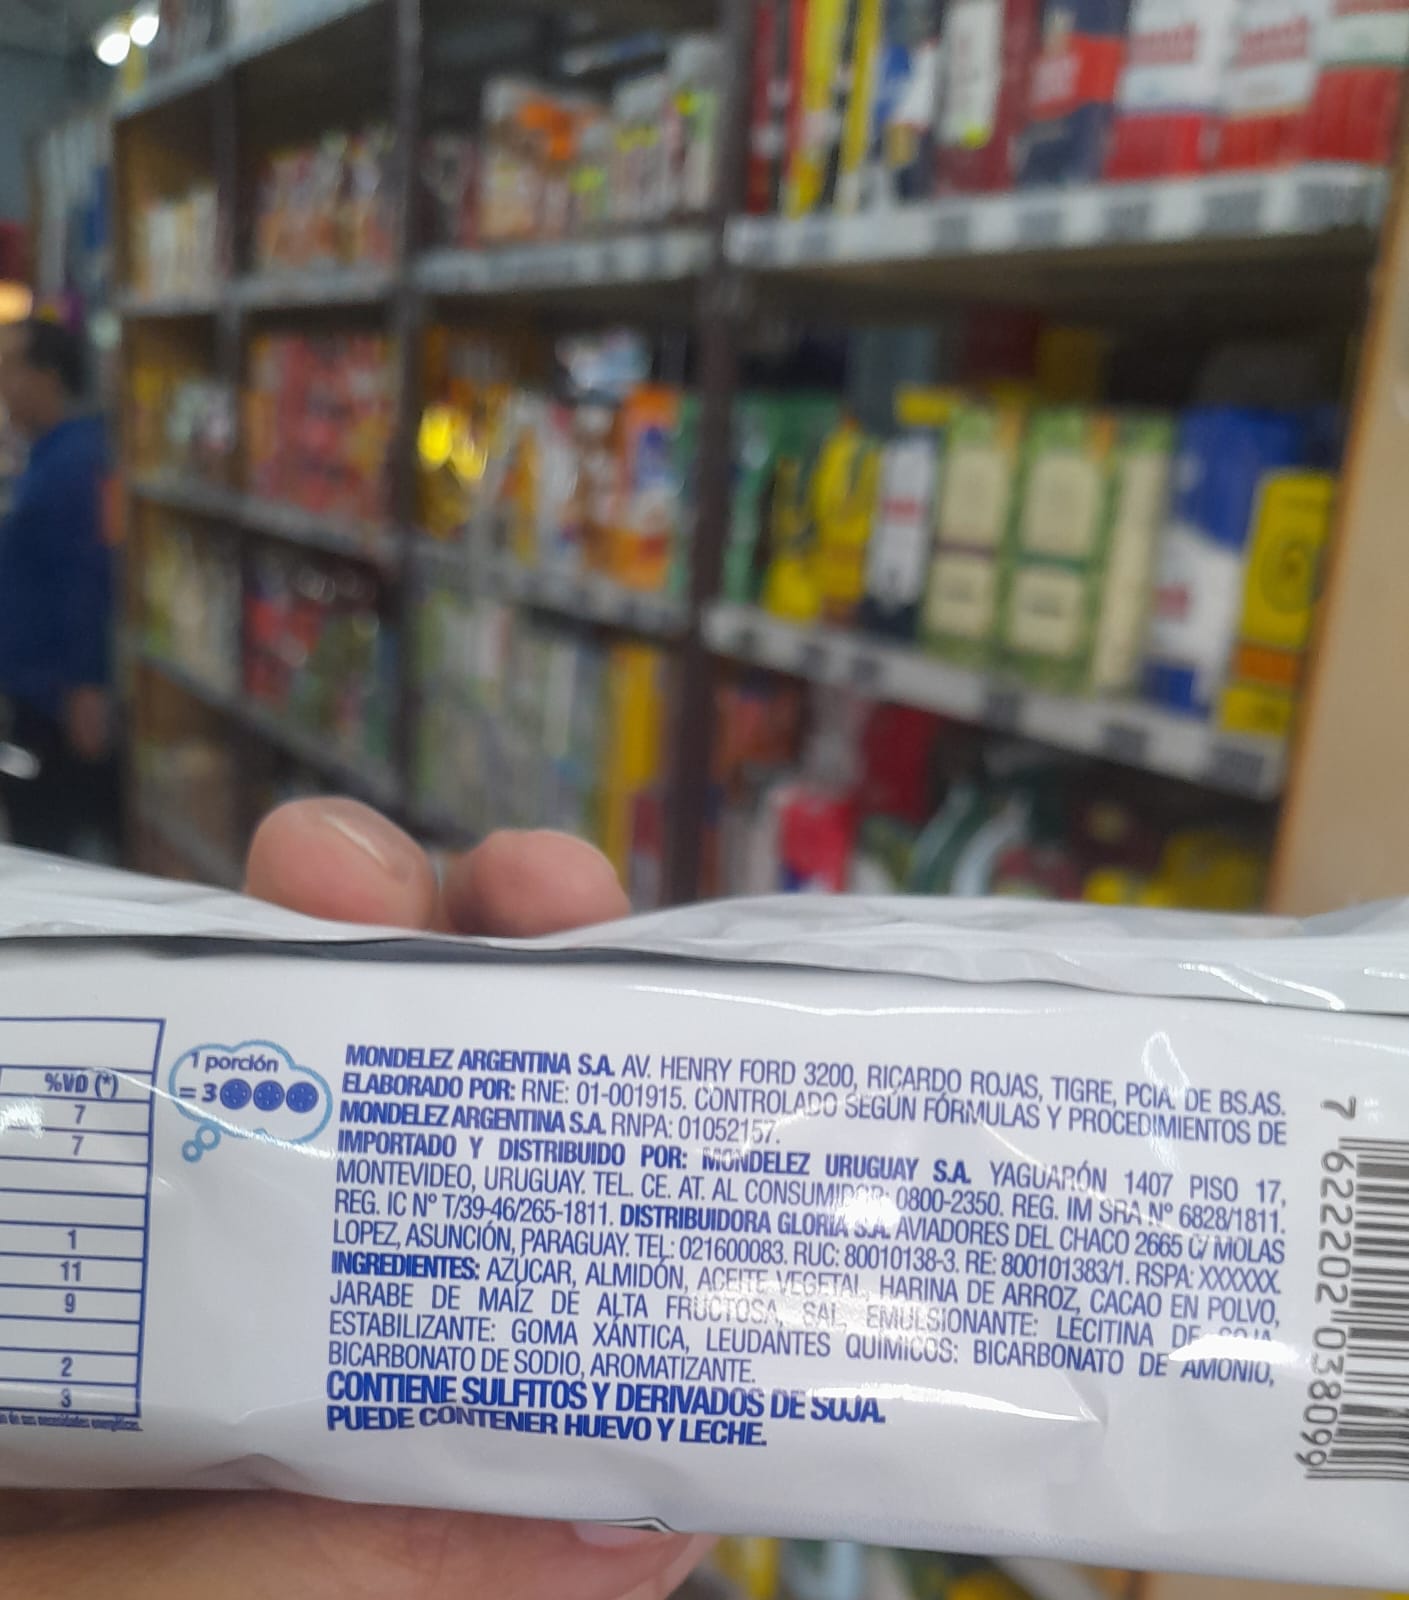 %VD (*)
7
7
1
11
9
2
3
1 porción
= 3
MONDELEZ ARGENTINA S.A. AV. HENRY FORD 3200, RICARDO ROJAS, TIGRE, PCIA. DE BS.AS.
ELABORADO POR: RNE: 01-001915. CONTROLADO SEGÚN FÓRMULAS Y PROCEDIMIENTOS DE
MONDELEZ ARGENTINA S.A. RNPA: 01052157.
IMPORTADO Y DISTRIBUIDO POR: MONDELEZ URUGUAY S.A. YAGUARÓN 1407 PISO 17,
MONTEVIDEO, URUGUAY. TEL. CE. AT. AL CONSUMIDOR: 0800-2350. REG. IM SRA Nº 6828/1811.
REG. IC Nº T/39-46/265-1811. DISTRIBUIDORA GLORIA S.A. AVIADORES DEL CHACO 2665 C/ MOLAS
LOPEZ, ASUNCIÓN, PARAGUAY. TEL: 021600083. RUC: 80010138-3. RE: 800101383/1. RSPA: XXXXXX.
INGREDIENTES: AZÚCAR, ALMIDÓN, ACEITE VEGETAL, HARINA DE ARROZ, CACAO EN POLVO,
JARABE DE MAÍZ DE ALTA FRUCTOSA, SAL, EMULSIONANTE: LECITINA DE SOJA,
ESTABILIZANTE: GOMA XÁNTICA, LEUDANTES QUÍMICOS: BICARBONATO DE AMONIO,
BICARBONATO DE SODIO, AROMATIZANTE.
CONTIENE SULFITOS Y DERIVADOS DE SOJA.
PUEDE CONTENER HUEVO Y LECHE.
7 622202 038099